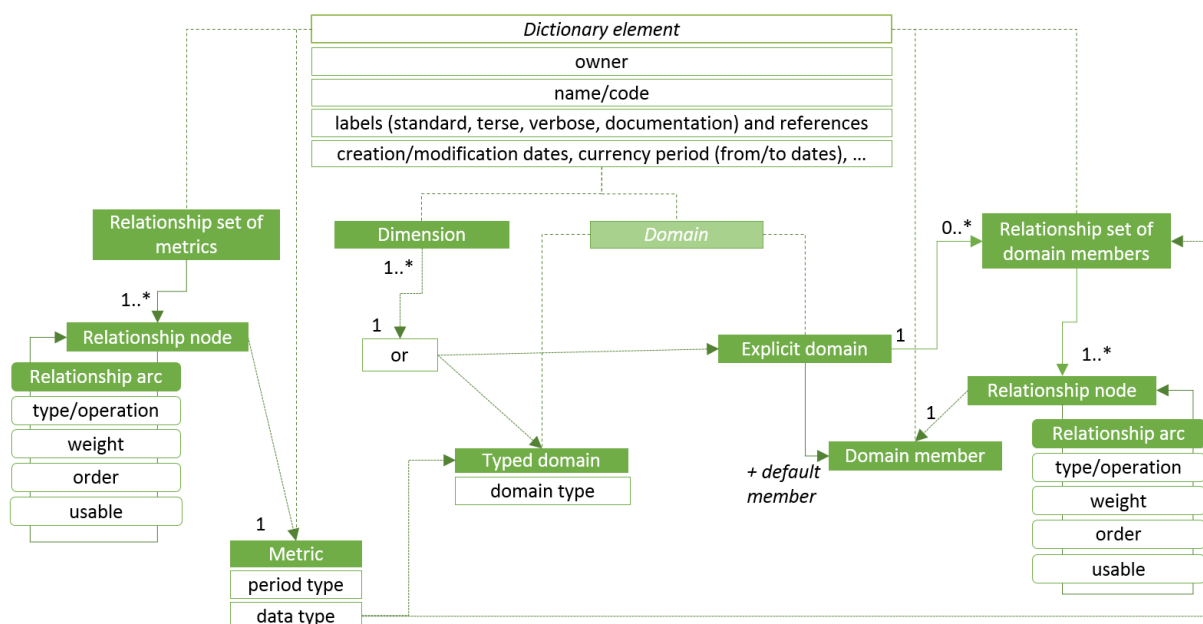 Dictionary element
owner
name/code
labels (standard, terse, verbose, documentation) and references
creation/modification dates, currency period (from/to dates), ...
Relationship set of
metrics
Dimension
Domain
0..*
Relationship set of
domain members
1..*
1..*
1
Relationship node
or
Explicit domain
1
1..*
Relationship arc
type/operation
weight
order
usable
Relationship node
1
Relationship arc
type/operation
weight
order
usable
Typed domain
domain type
+ default
member
Domain member
1
Metric
period type
data type